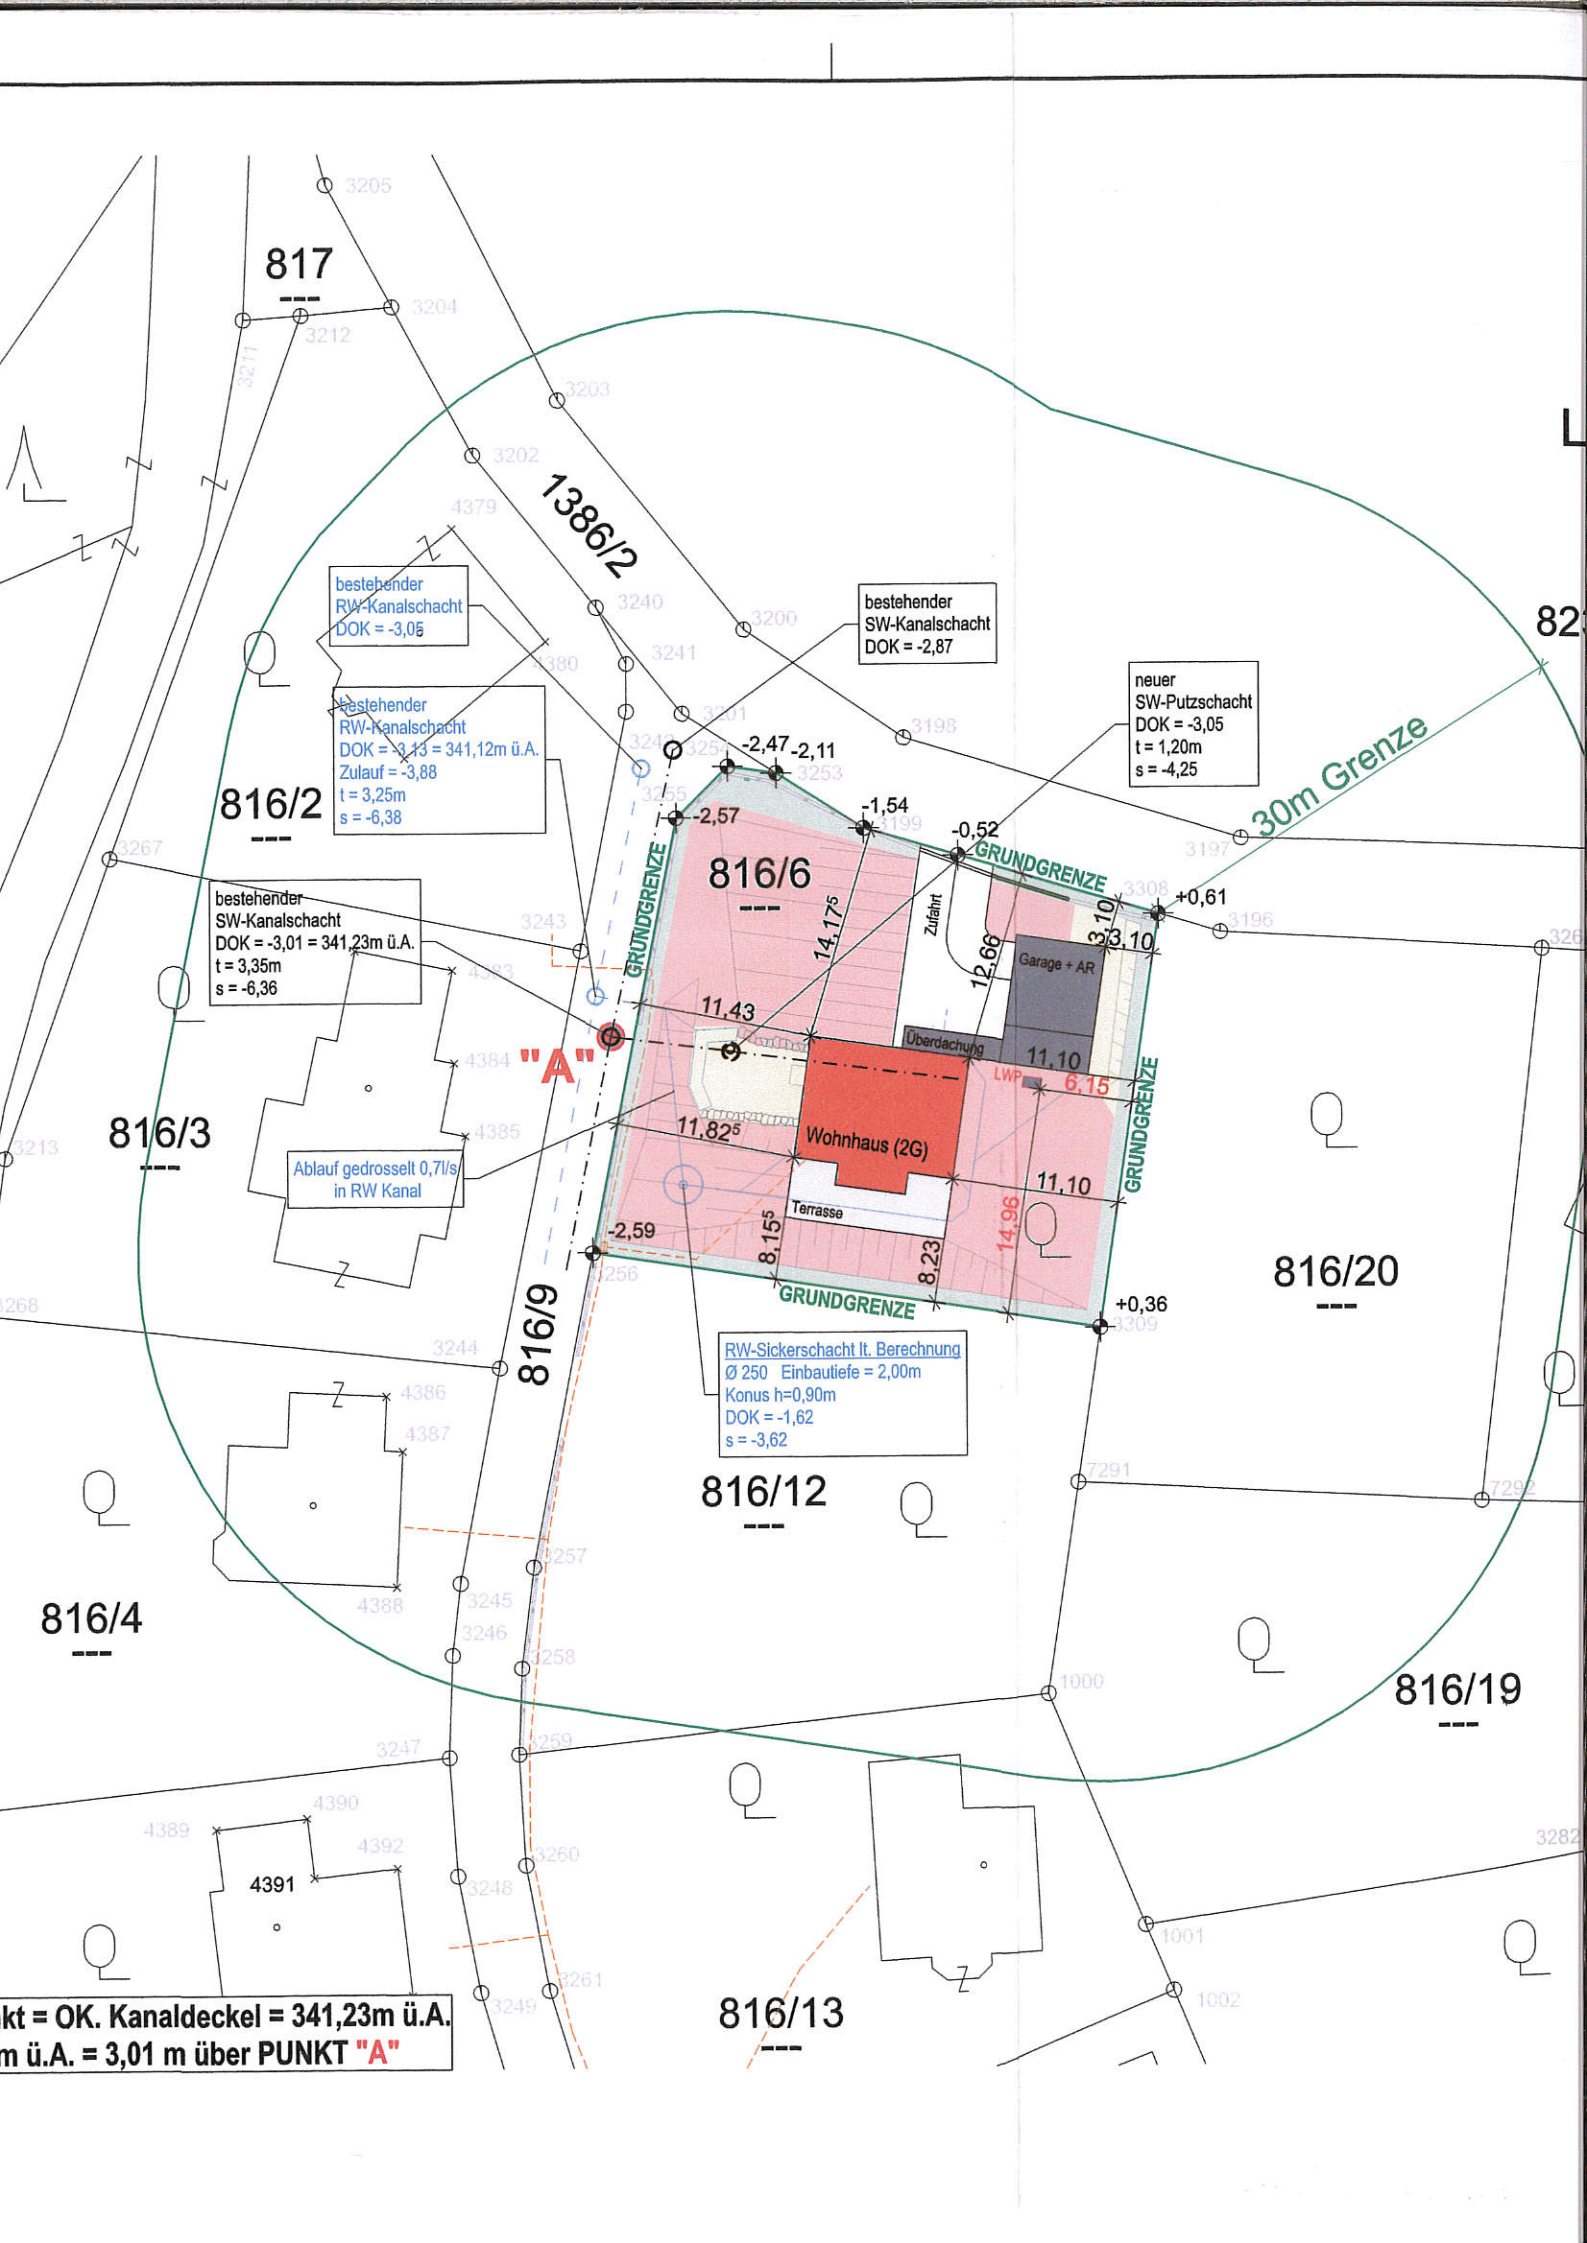 3205
817
3204
3212
3211
3203
3202
4379
1386/2
bestehender
RW-Kanalschacht
DOK = -3,05
3240
3200
bestehender
SW-Kanalschacht
DOK = -2,87
823
3241
4380
neuer
SW-Putzschacht
DOK = -3,05
t = 1,20m
s = -4,25
bestehender
RW-Kanalschacht
DOK = -3,13 = 341,12m ü.A.
Zulauf = -3,88
t = 3,25m
s = -6,38
3201
3198
3242
3254
-2,47
-2,11
3253
30m Grenze
816/2
3255
-2,57
-1,54
3199
-0,52
3197
3267
GRUNDGRENZE
816/6
GRUNDGRENZE
3308
+0,61
bestehender
SW-Kanalschacht
DOK = -3,01 = 341,23m ü.A.
t = 3,35m
s = -6,36
3243
14,17⁵
Zufahrt
12,66
3,10
3,10
3196
326
4383
Garage + AR
11,43
"A"
Überdachung
11,10
LWP
6,15
4384
816/3
4385
3213
11,82⁵
Wohnhaus (2G)
GRUNDGRENZE
Ablauf gedrosselt 0,7l/s
in RW Kanal
11,10
Terrasse
14,96
-2,59
8,15⁵
8,23
3256
GRUNDGRENZE
816/20
+0,36
3309
3268
816/9
3244
RW-Sickerschacht lt. Berechnung
Ø 250 Einbautiefe = 2,00m
Konus h=0,90m
DOK = -1,62
s = -3,62
4386
4387
816/12
7291
7292
3257
4388
3245
816/4
3246
3258
1000
816/19
3247
3259
4390
4389
4392
3282
3260
4391
3248
1001
3261
3249
1002
816/13
kt = OK. Kanaldeckel = 341,23m ü.A.
m ü.A. = 3,01 m über PUNKT "A"